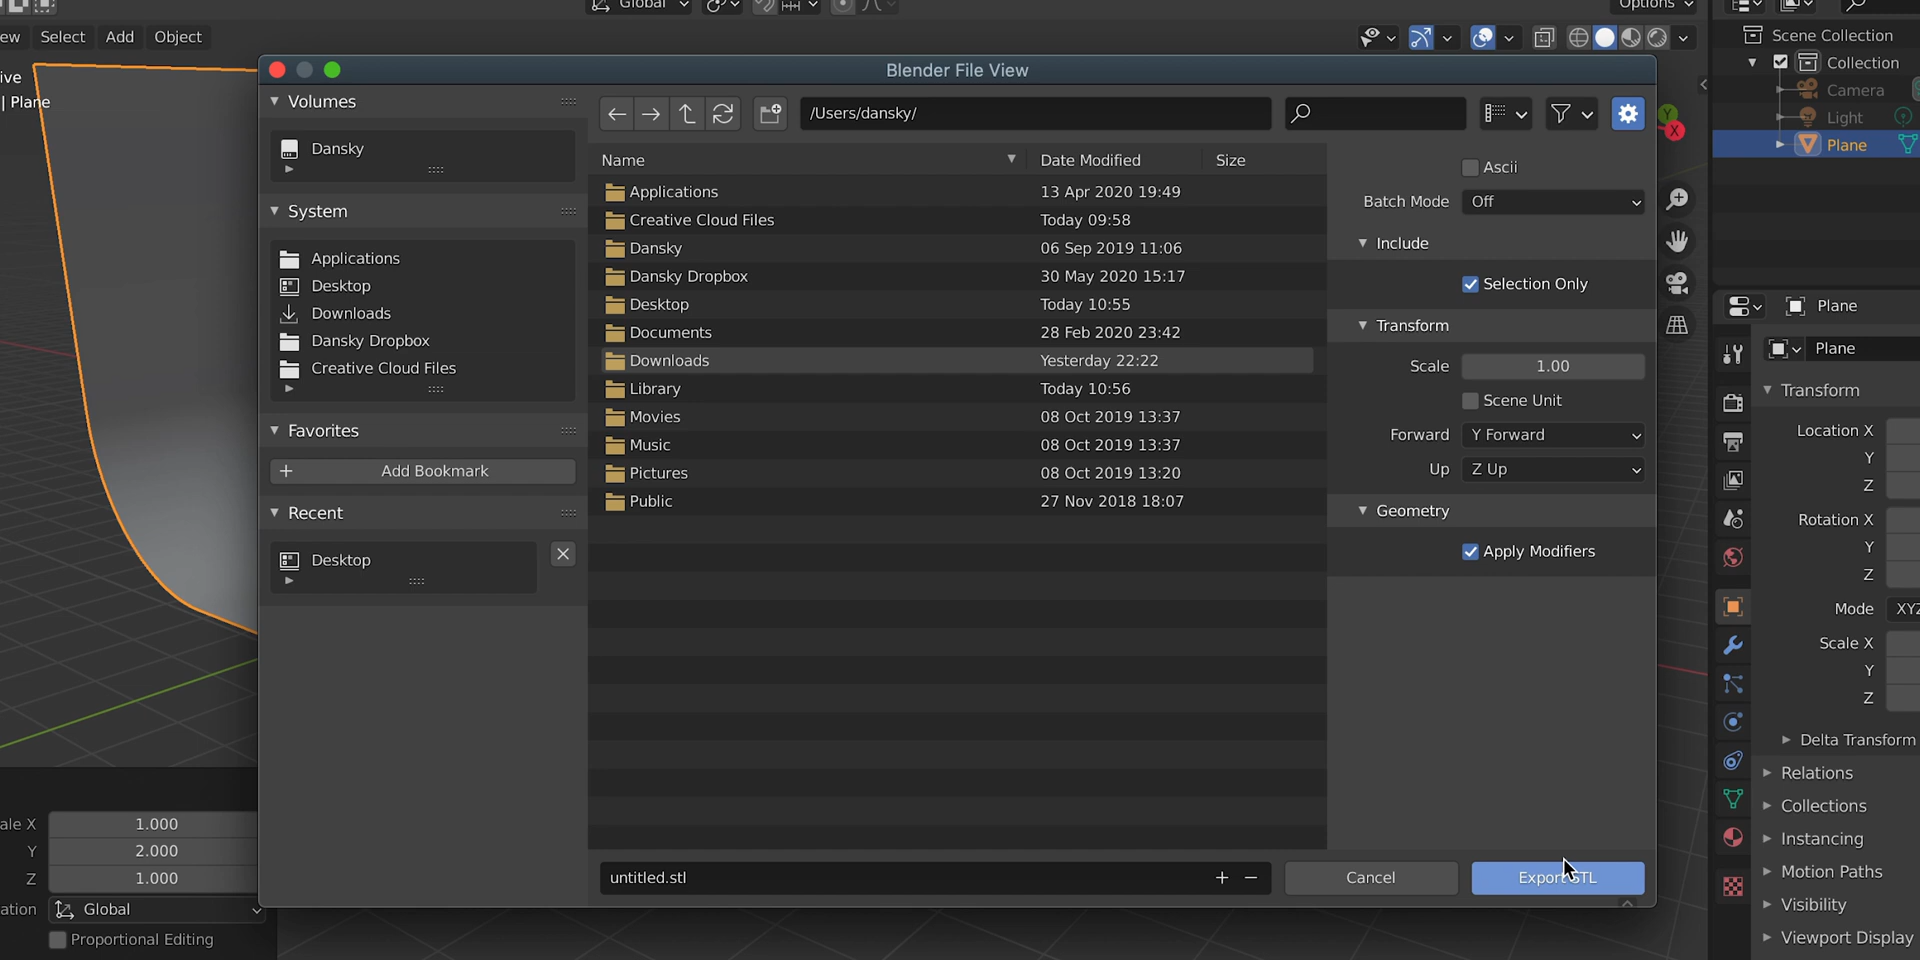 Global
Options
ew Select Add Object
ive
| Plane
Blender File View
Volumes
Dansky
System
Applications
Desktop
Downloads
Dansky Dropbox
Creative Cloud Files
Favorites
Add Bookmark
Recent
Desktop
/Users/dansky/
Name Date Modified Size
Applications 13 Apr 2020 19:49
Creative Cloud Files Today 09:58
Dansky 06 Sep 2019 11:06
Dansky Dropbox 30 May 2020 15:17
Desktop Today 10:55
Documents 28 Feb 2020 23:42
Downloads Yesterday 22:22
Library Today 10:56
Movies 08 Oct 2019 13:37
Music 08 Oct 2019 13:37
Pictures 08 Oct 2019 13:20
Public 27 Nov 2018 18:07
untitled.stl
Ascii
Batch Mode Off
Include
Selection Only
Transform
Scale 1.00
Scene Unit
Forward Y Forward
Up Z Up
Geometry
Apply Modifiers
Cancel
Export STL
Y
X
Scene Collection
Collection
Camera
Light
Plane
Plane
Plane
Transform
Location X
Y
Z
Rotation X
Y
Z
Mode XYZ
Scale X
Y
Z
Delta Transform
Relations
Collections
Instancing
Motion Paths
Visibility
Viewport Display
ale X 1.000
Y 2.000
Z 1.000
ation Global
Proportional Editing